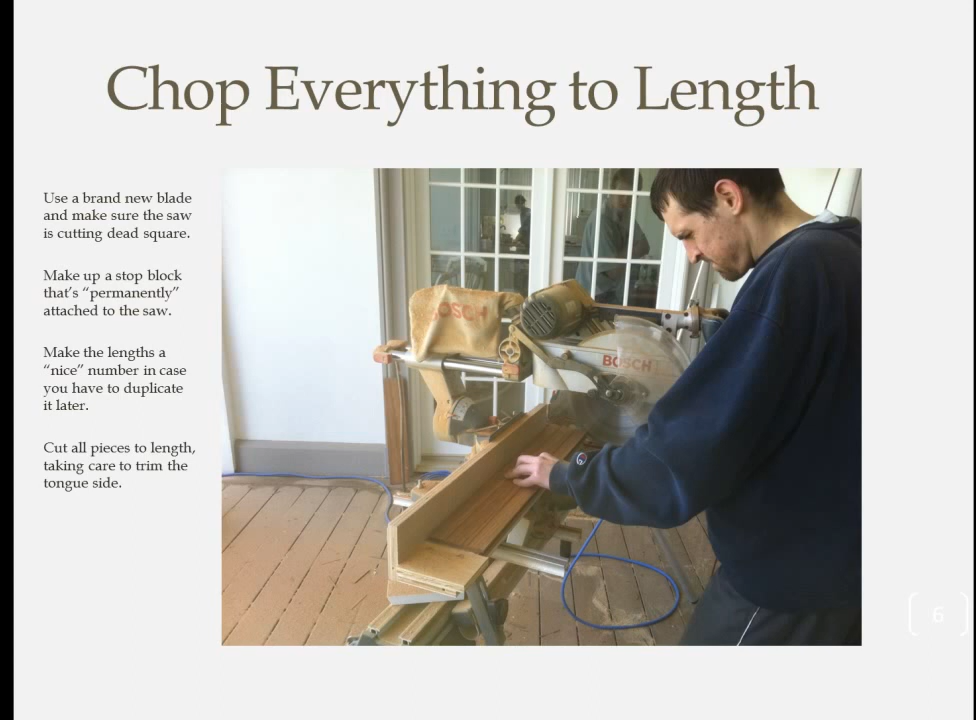 Chop Everything to Length
Use a brand new blade
and make sure the saw
is cutting dead square.
Make up a stop block
that’s “permanently”
attached to the saw.
Make the lengths a
“nice” number in case
you have to duplicate
it later.
Cut all pieces to length,
taking care to trim the
tongue side.
BOSCH
BOSCH
6